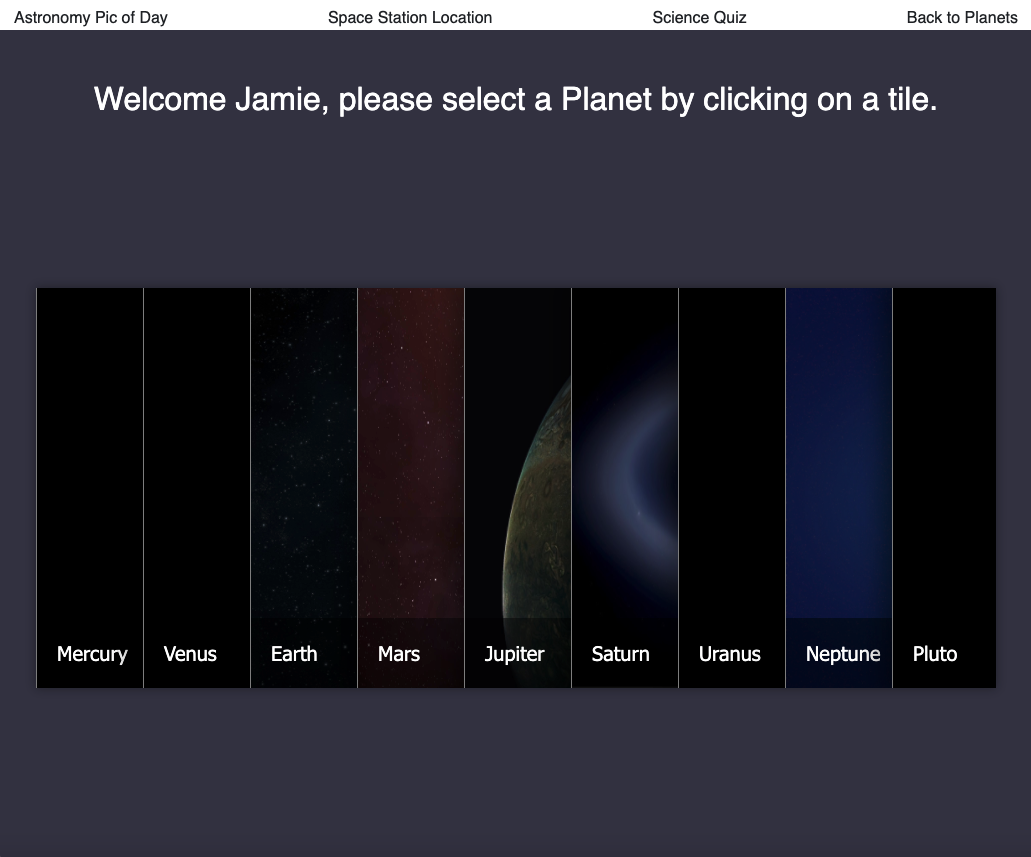 Astronomy Pic of Day Space Station Location Science Quiz Back to Planets
Welcome Jamie, please select a Planet by clicking on a tile.
Mercury Venus Earth Mars Jupiter Saturn Uranus Neptune Pluto